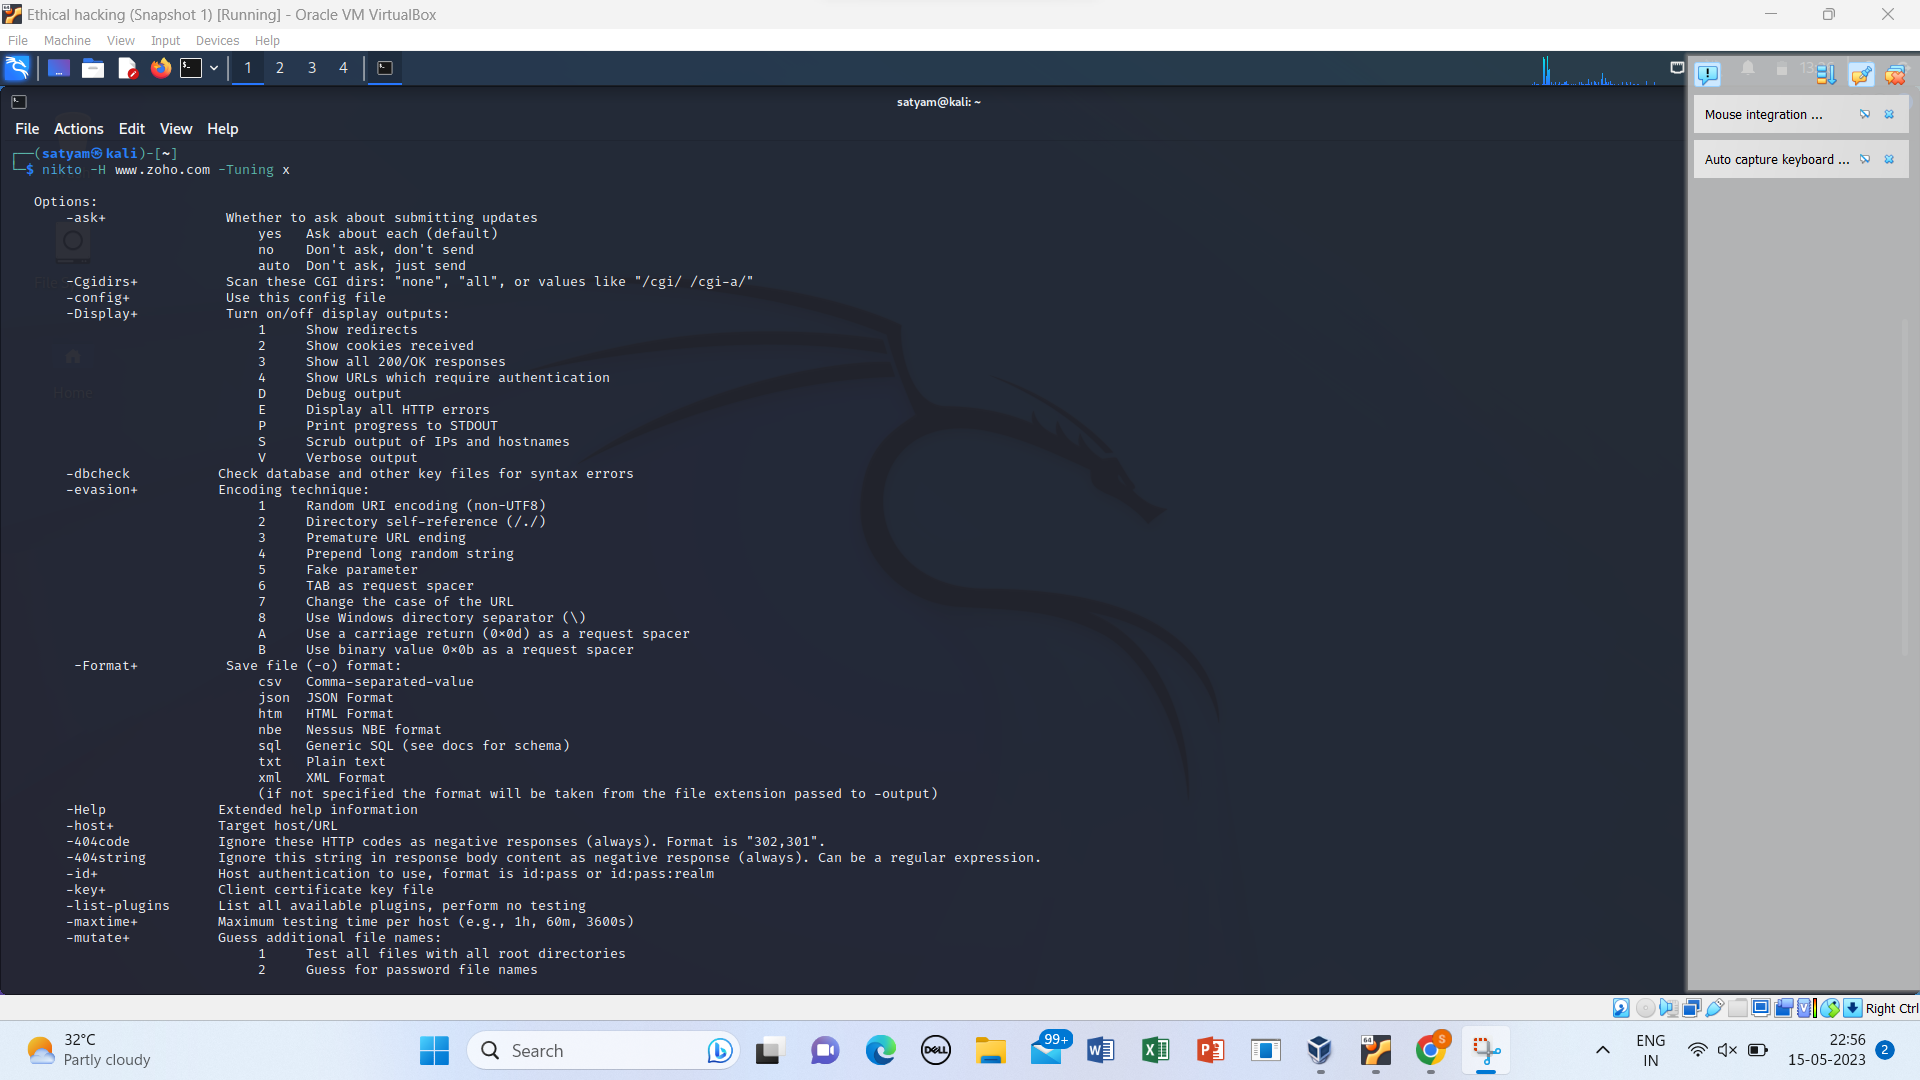 Ethical hacking (Snapshot 1) [Running] - Oracle VM VirtualBox
File Machine View Input Devices Help
1 2 3 4
satyam@kali: ~
File Actions Edit View Help
(satyam㉿kali)-[~]
$ nikto -H www.zoho.com -Tuning x
Options:
-ask+ Whether to ask about submitting updates
yes Ask about each (default)
no Don't ask, don't send
auto Don't ask, just send
-Cgidirs+ Scan these CGI dirs: "none", "all", or values like "/cgi/ /cgi-a/"
-config+ Use this config file
-Display+ Turn on/off display outputs:
1 Show redirects
2 Show cookies received
3 Show all 200/OK responses
4 Show URLs which require authentication
D Debug output
E Display all HTTP errors
P Print progress to STDOUT
S Scrub output of IPs and hostnames
V Verbose output
-dbcheck Check database and other key files for syntax errors
-evasion+ Encoding technique:
1 Random URI encoding (non-UTF8)
2 Directory self-reference (/./)
3 Premature URL ending
4 Prepend long random string
5 Fake parameter
6 TAB as request spacer
7 Change the case of the URL
8 Use Windows directory separator (\)
A Use a carriage return (0×0d) as a request spacer
B Use binary value 0×0b as a request spacer
-Format+ Save file (-o) format:
csv Comma-separated-value
json JSON Format
htm HTML Format
nbe Nessus NBE format
sql Generic SQL (see docs for schema)
txt Plain text
xml XML Format
(if not specified the format will be taken from the file extension passed to -output)
-Help Extended help information
-host+ Target host/URL
-404code Ignore these HTTP codes as negative responses (always). Format is "302,301".
-404string Ignore this string in response body content as negative response (always). Can be a regular expression.
-id+ Host authentication to use, format is id:pass or id:pass:realm
-key+ Client certificate key file
-list-plugins List all available plugins, perform no testing
-maxtime+ Maximum testing time per host (e.g., 1h, 60m, 3600s)
-mutate+ Guess additional file names:
1 Test all files with all root directories
2 Guess for password file names
Home
Mouse integration ...
Auto capture keyboard ...
Right Ctrl
32°C
Partly cloudy
Search
DELL
99+
64
S
ENG
IN
22:56
15-05-2023
2